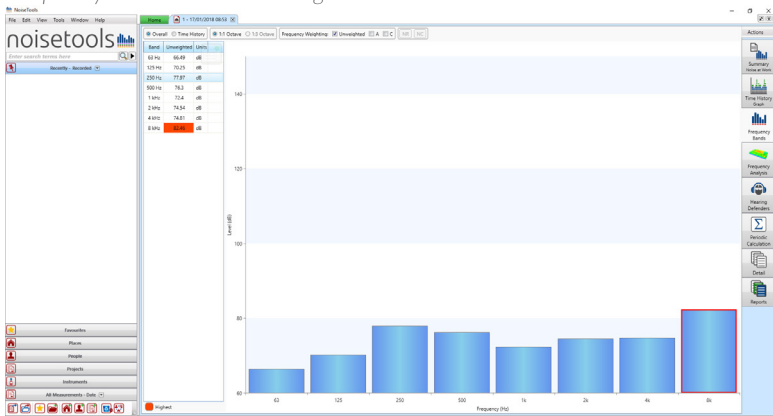 NoiseTools
File Edit View Tools Window Help
noisetools
Enter search terms here
Recently - Recorded
Favourites
Places
People
Projects
Instruments
All Measurements - Date
Home
1 - 17/01/2018 08:53
Overall Time History 1:1 Octave 1:3 Octave Frequency Weighting Unweighted A C NR NC
Band Unweighted Units
63 Hz 66.49 dB
125 Hz 70.25 dB
250 Hz 77.97 dB
500 Hz 76.3 dB
1 kHz 72.4 dB
2 kHz 74.54 dB
4 kHz 74.81 dB
8 kHz dB
Highest
140
120
100
80
60
Level (dB)
63 125 250 500 1k 2k 4k 8k
Frequency (Hz)
Actions
Summary
Noise at Work
Time History
Graph
Frequency
Bands
Frequency
Analysis
Hearing
Defenders
Periodic
Calculation
Detail
Reports